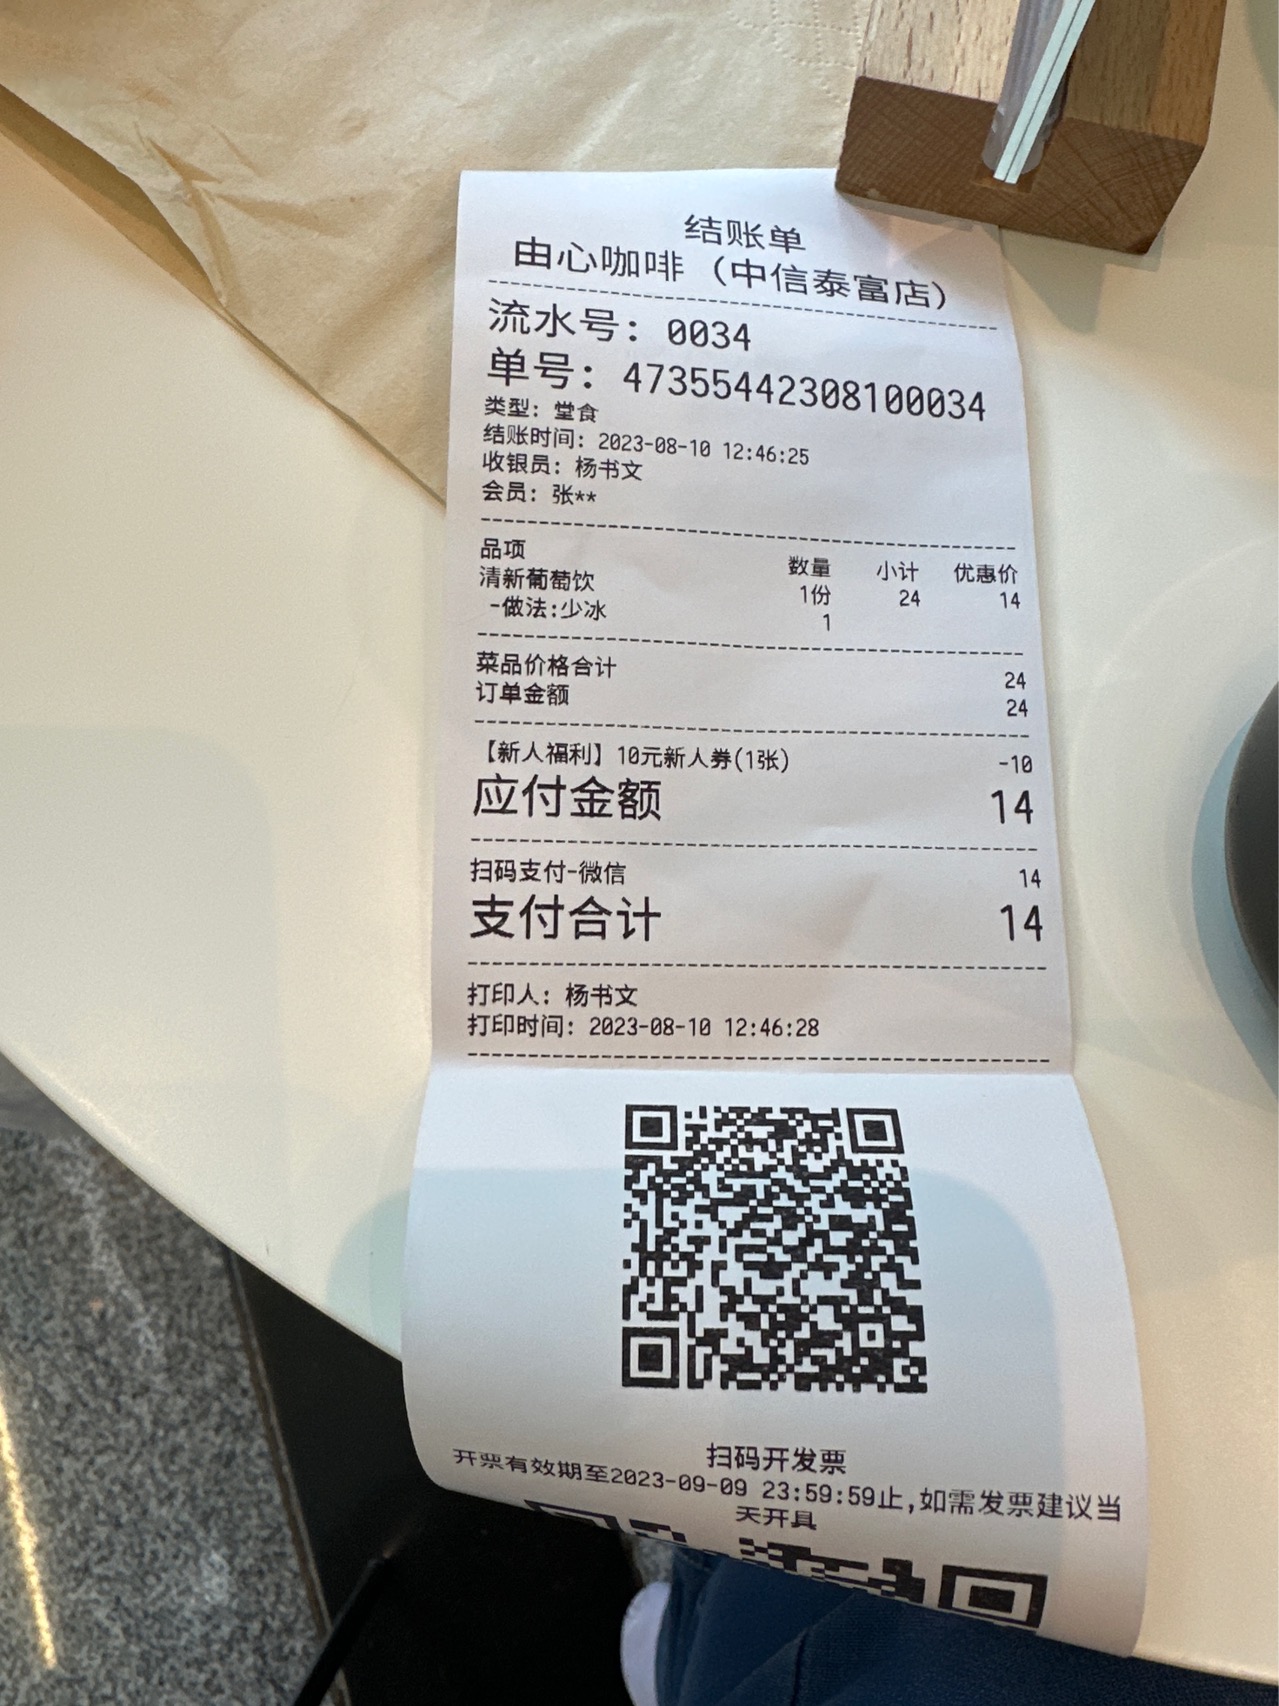 结账单
由心咖啡（中信泰富店）
流水号：0034
单号：47355442308100034
类型：堂食
结账时间：2023-08-10 12:46:25
收银员：杨书文
会员：张**
品项 数量 小计 优惠价
清新葡萄饮 1份 24 14
-做法:少冰 1
菜品价格合计 24
订单金额 24
【新人福利】10元新人券(1张) -10
应付金额 14
扫码支付-微信 14
支付合计 14
打印人：杨书文
打印时间：2023-08-10 12:46:28
扫码开发票
开票有效期至2023-09-09 23:59:59止,如需发票建议当
天开具